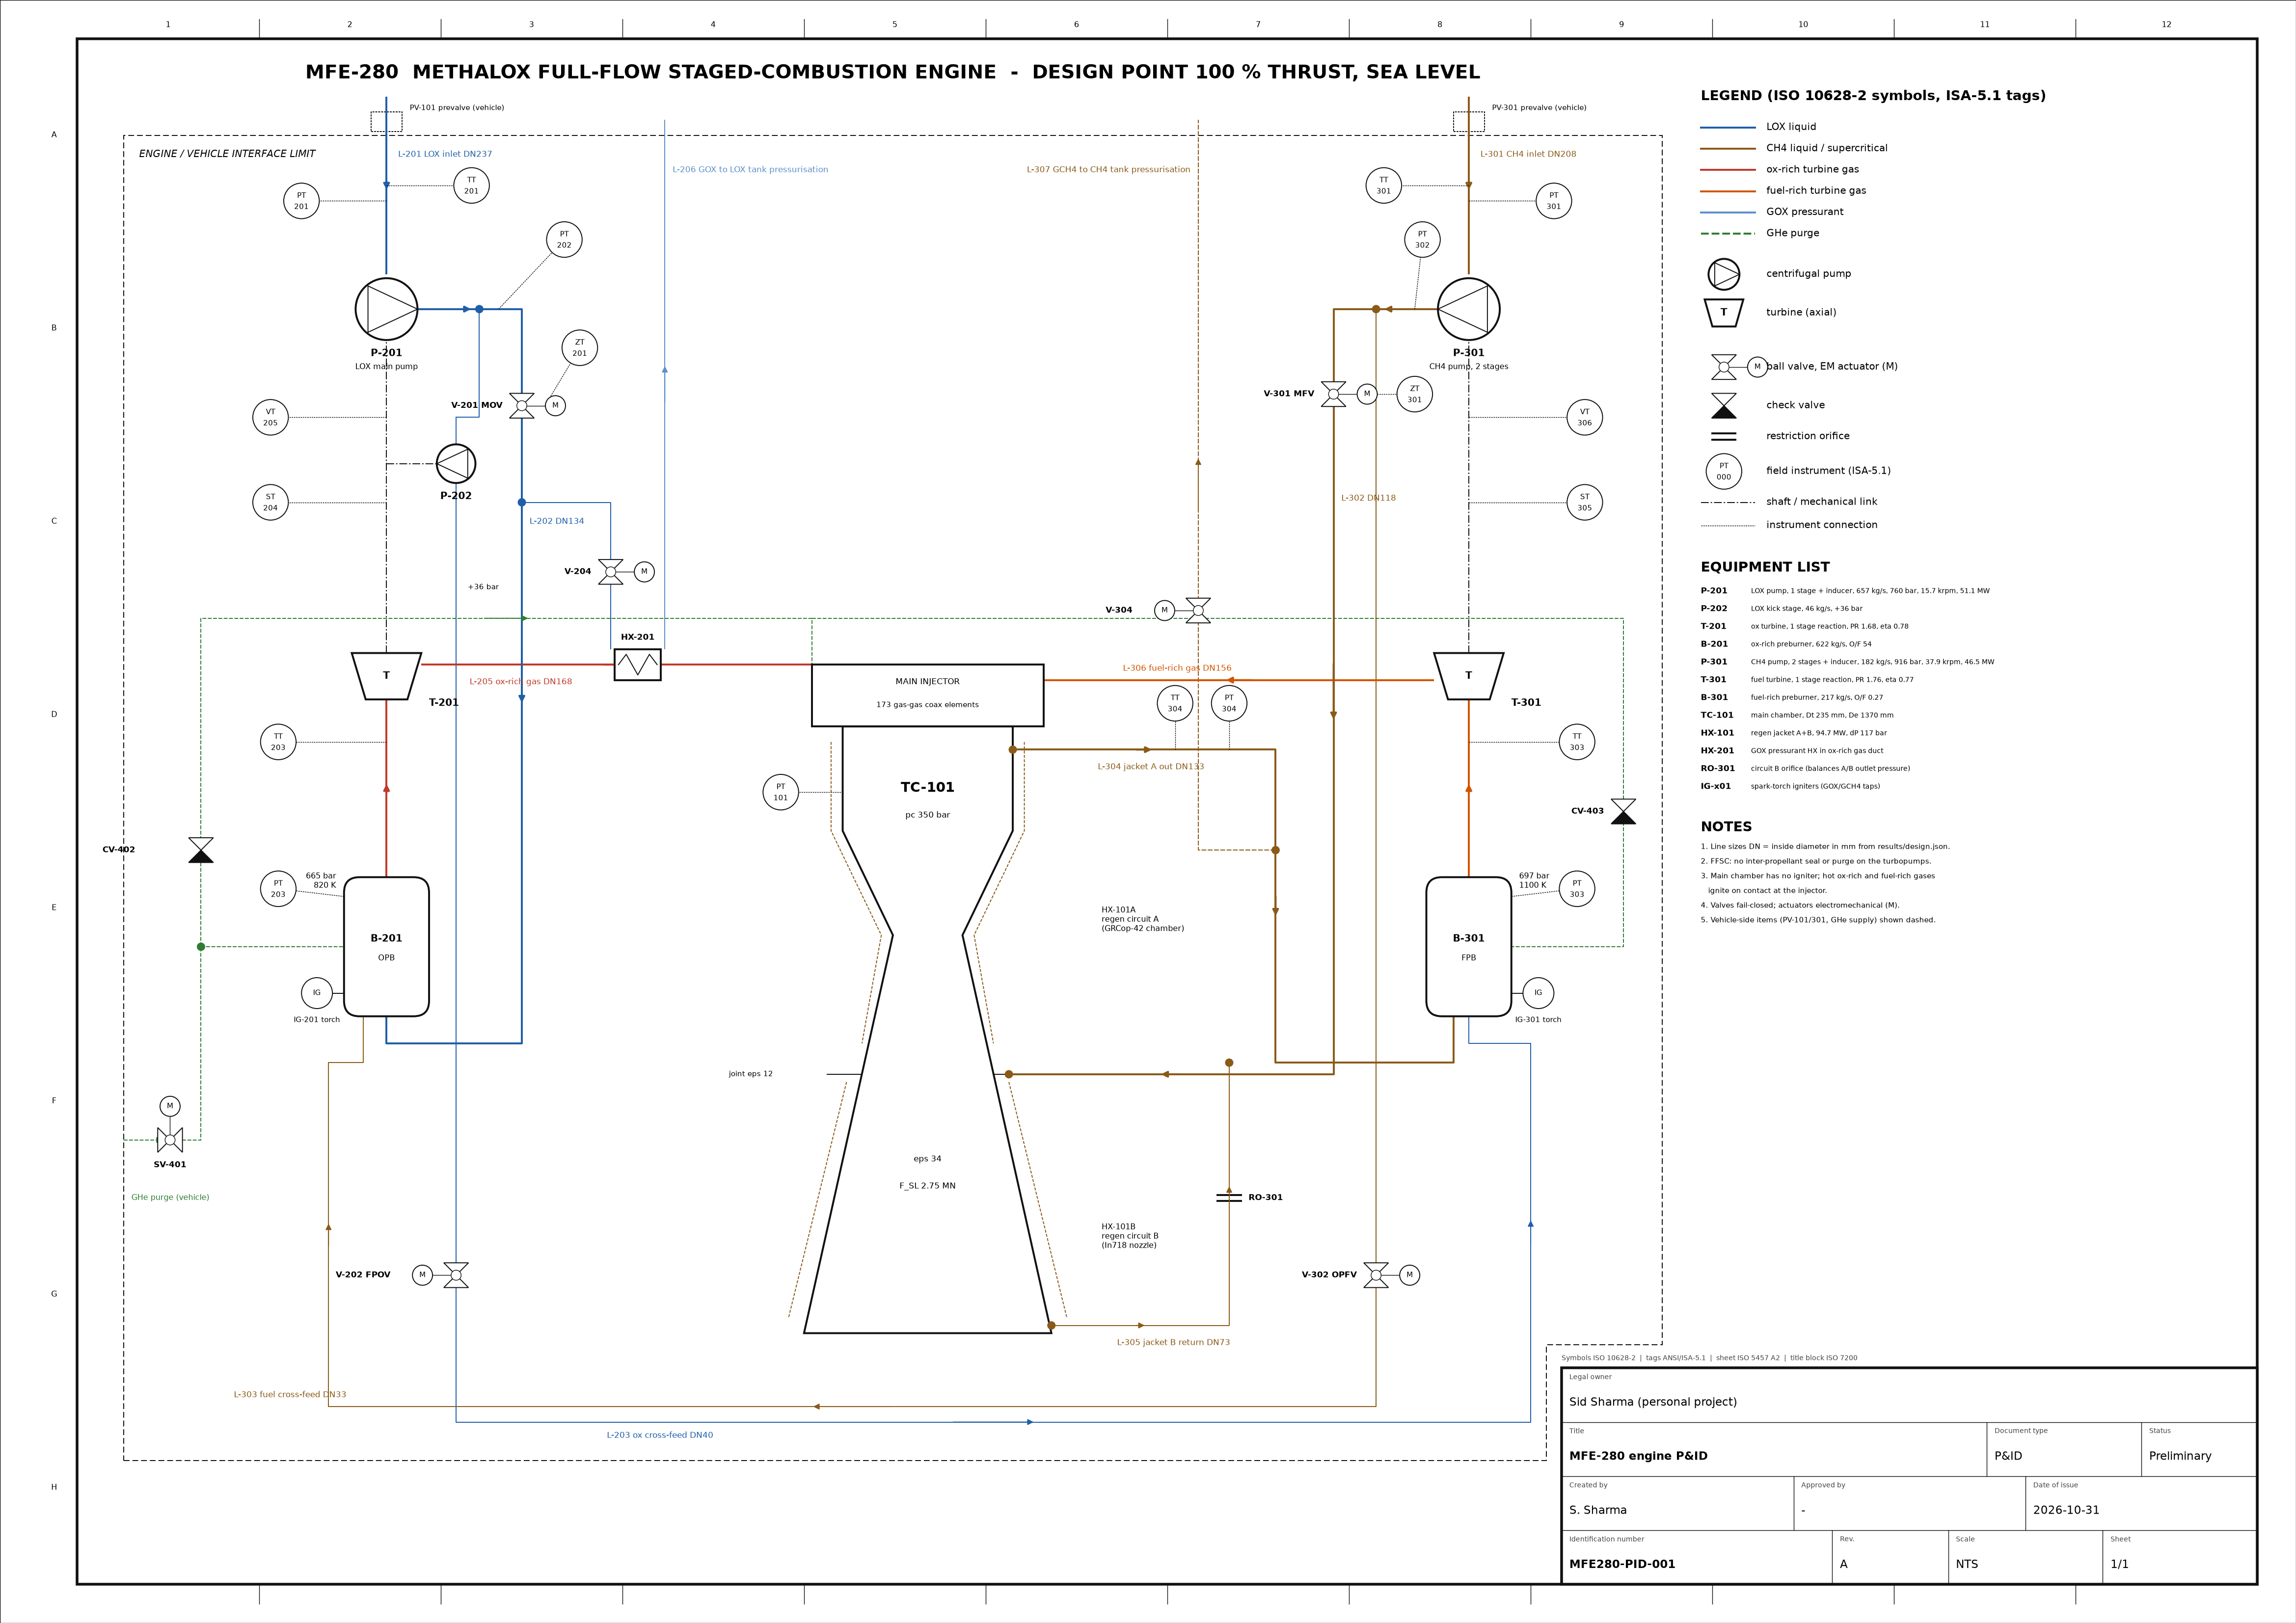 1 2 3 4 5 6 7 8 9 10 11 12
MFE-280 METHALOX FULL-FLOW STAGED-COMBUSTION ENGINE - DESIGN POINT 100 % THRUST, SEA LEVEL
A
B
C
D
E
F
G
H
PV-101 prevalve (vehicle)
PV-301 prevalve (vehicle)
ENGINE / VEHICLE INTERFACE LIMIT
L-201 LOX inlet DN237
L-206 GOX to LOX tank pressurisation
L-307 GCH4 to CH4 tank pressurisation
L-301 CH4 inlet DN208
PT
201
TT
201
PT
202
TT
301
PT
301
PT
302
P-201
LOX main pump
ZT
201
V-201 MOV
M
VT
205
P-202
ST
204
L-202 DN134
V-204
M
+36 bar
P-301
CH4 pump, 2 stages
V-301 MFV
M
ZT
301
VT
306
L-302 DN118
ST
305
V-304
M
HX-201
T
T-201
L-205 ox-rich gas DN168
MAIN INJECTOR
173 gas-gas coax elements
L-306 fuel-rich gas DN156
T
T-301
TT
304
PT
304
TT
203
TT
303
L-304 jacket A out DN133
PT
101
TC-101
pc 350 bar
CV-402
CV-403
PT
203
665 bar
820 K
697 bar
1100 K
PT
303
B-201
OPB
B-301
FPB
HX-101A
regen circuit A
(GRCop-42 chamber)
IG
IG-201 torch
IG
IG-301 torch
joint eps 12
M
SV-401
GHe purge (vehicle)
eps 34
F_SL 2.75 MN
RO-301
HX-101B
regen circuit B
(In718 nozzle)
V-202 FPOV
M
V-302 OPFV
M
L-305 jacket B return DN73
L-303 fuel cross-feed DN33
L-203 ox cross-feed DN40
LEGEND (ISO 10628-2 symbols, ISA-5.1 tags)
LOX liquid
CH4 liquid / supercritical
ox-rich turbine gas
fuel-rich turbine gas
GOX pressurant
GHe purge
centrifugal pump
T
turbine (axial)
M
ball valve, EM actuator (M)
check valve
restriction orifice
PT
000
field instrument (ISA-5.1)
shaft / mechanical link
instrument connection
EQUIPMENT LIST
P-201 LOX pump, 1 stage + inducer, 657 kg/s, 760 bar, 15.7 krpm, 51.1 MW
P-202 LOX kick stage, 46 kg/s, +36 bar
T-201 ox turbine, 1 stage reaction, PR 1.68, eta 0.78
B-201 ox-rich preburner, 622 kg/s, O/F 54
P-301 CH4 pump, 2 stages + inducer, 182 kg/s, 916 bar, 37.9 krpm, 46.5 MW
T-301 fuel turbine, 1 stage reaction, PR 1.76, eta 0.77
B-301 fuel-rich preburner, 217 kg/s, O/F 0.27
TC-101 main chamber, Dt 235 mm, De 1370 mm
HX-101 regen jacket A+B, 94.7 MW, dP 117 bar
HX-201 GOX pressurant HX in ox-rich gas duct
RO-301 circuit B orifice (balances A/B outlet pressure)
IG-x01 spark-torch igniters (GOX/GCH4 taps)
NOTES
1. Line sizes DN = inside diameter in mm from results/design.json.
2. FFSC: no inter-propellant seal or purge on the turbopumps.
3. Main chamber has no igniter; hot ox-rich and fuel-rich gases
ignite on contact at the injector.
4. Valves fail-closed; actuators electromechanical (M).
5. Vehicle-side items (PV-101/301, GHe supply) shown dashed.
Symbols ISO 10628-2 | tags ANSI/ISA-5.1 | sheet ISO 5457 A2 | title block ISO 7200
Legal owner
Sid Sharma (personal project)
Title Document type Status
MFE-280 engine P&ID P&ID Preliminary
Created by Approved by Date of issue
S. Sharma - 2026-10-31
Identification number Rev. Scale Sheet
MFE280-PID-001 A NTS 1/1